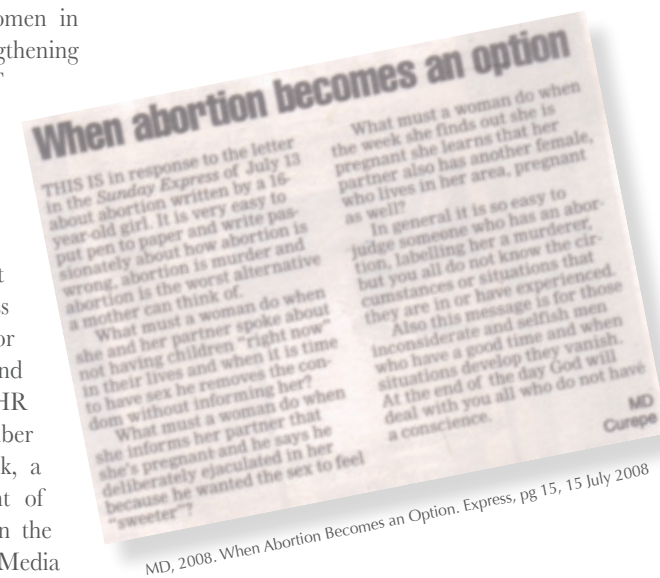 omen in
gthening
t
s
or
nd
HR
ber
k, a
t of
n the
Media
When abortion becomes an option
THIS IS in response to the letter
in the Sunday Express of July 13
about abortion written by a 16-
year-old girl. It is very easy to
put pen to paper and write pas-
sionately about how abortion is
wrong, abortion is murder and
abortion is the worst alternative
a mother can think of.
What must a woman do when
she and her partner spoke about
not having children "right now"
in their lives and when it is time
to have sex he removes the con-
dom without informing her?
What must a woman do when
she informs her partner that
she's pregnant and he says he
deliberately ejaculated in her
because he wanted the sex to feel
"sweeter"?
What must a woman do when
the week she finds out she is
pregnant she learns that her
partner also has another female,
who lives in her area, pregnant
as well?
In general it is so easy to
judge someone who has an abor-
tion, labelling her a murderer,
but you all do not know the cir-
cumstances or situations that
they are in or have experienced.
Also this message is for those
inconsiderate and selfish men
who have a good time and when
situations develop they vanish.
At the end of the day God will
deal with you all who do not have
a conscience.
MD
Curepe
MD, 2008. When Abortion Becomes an Option. Express, pg 15, 15 July 2008